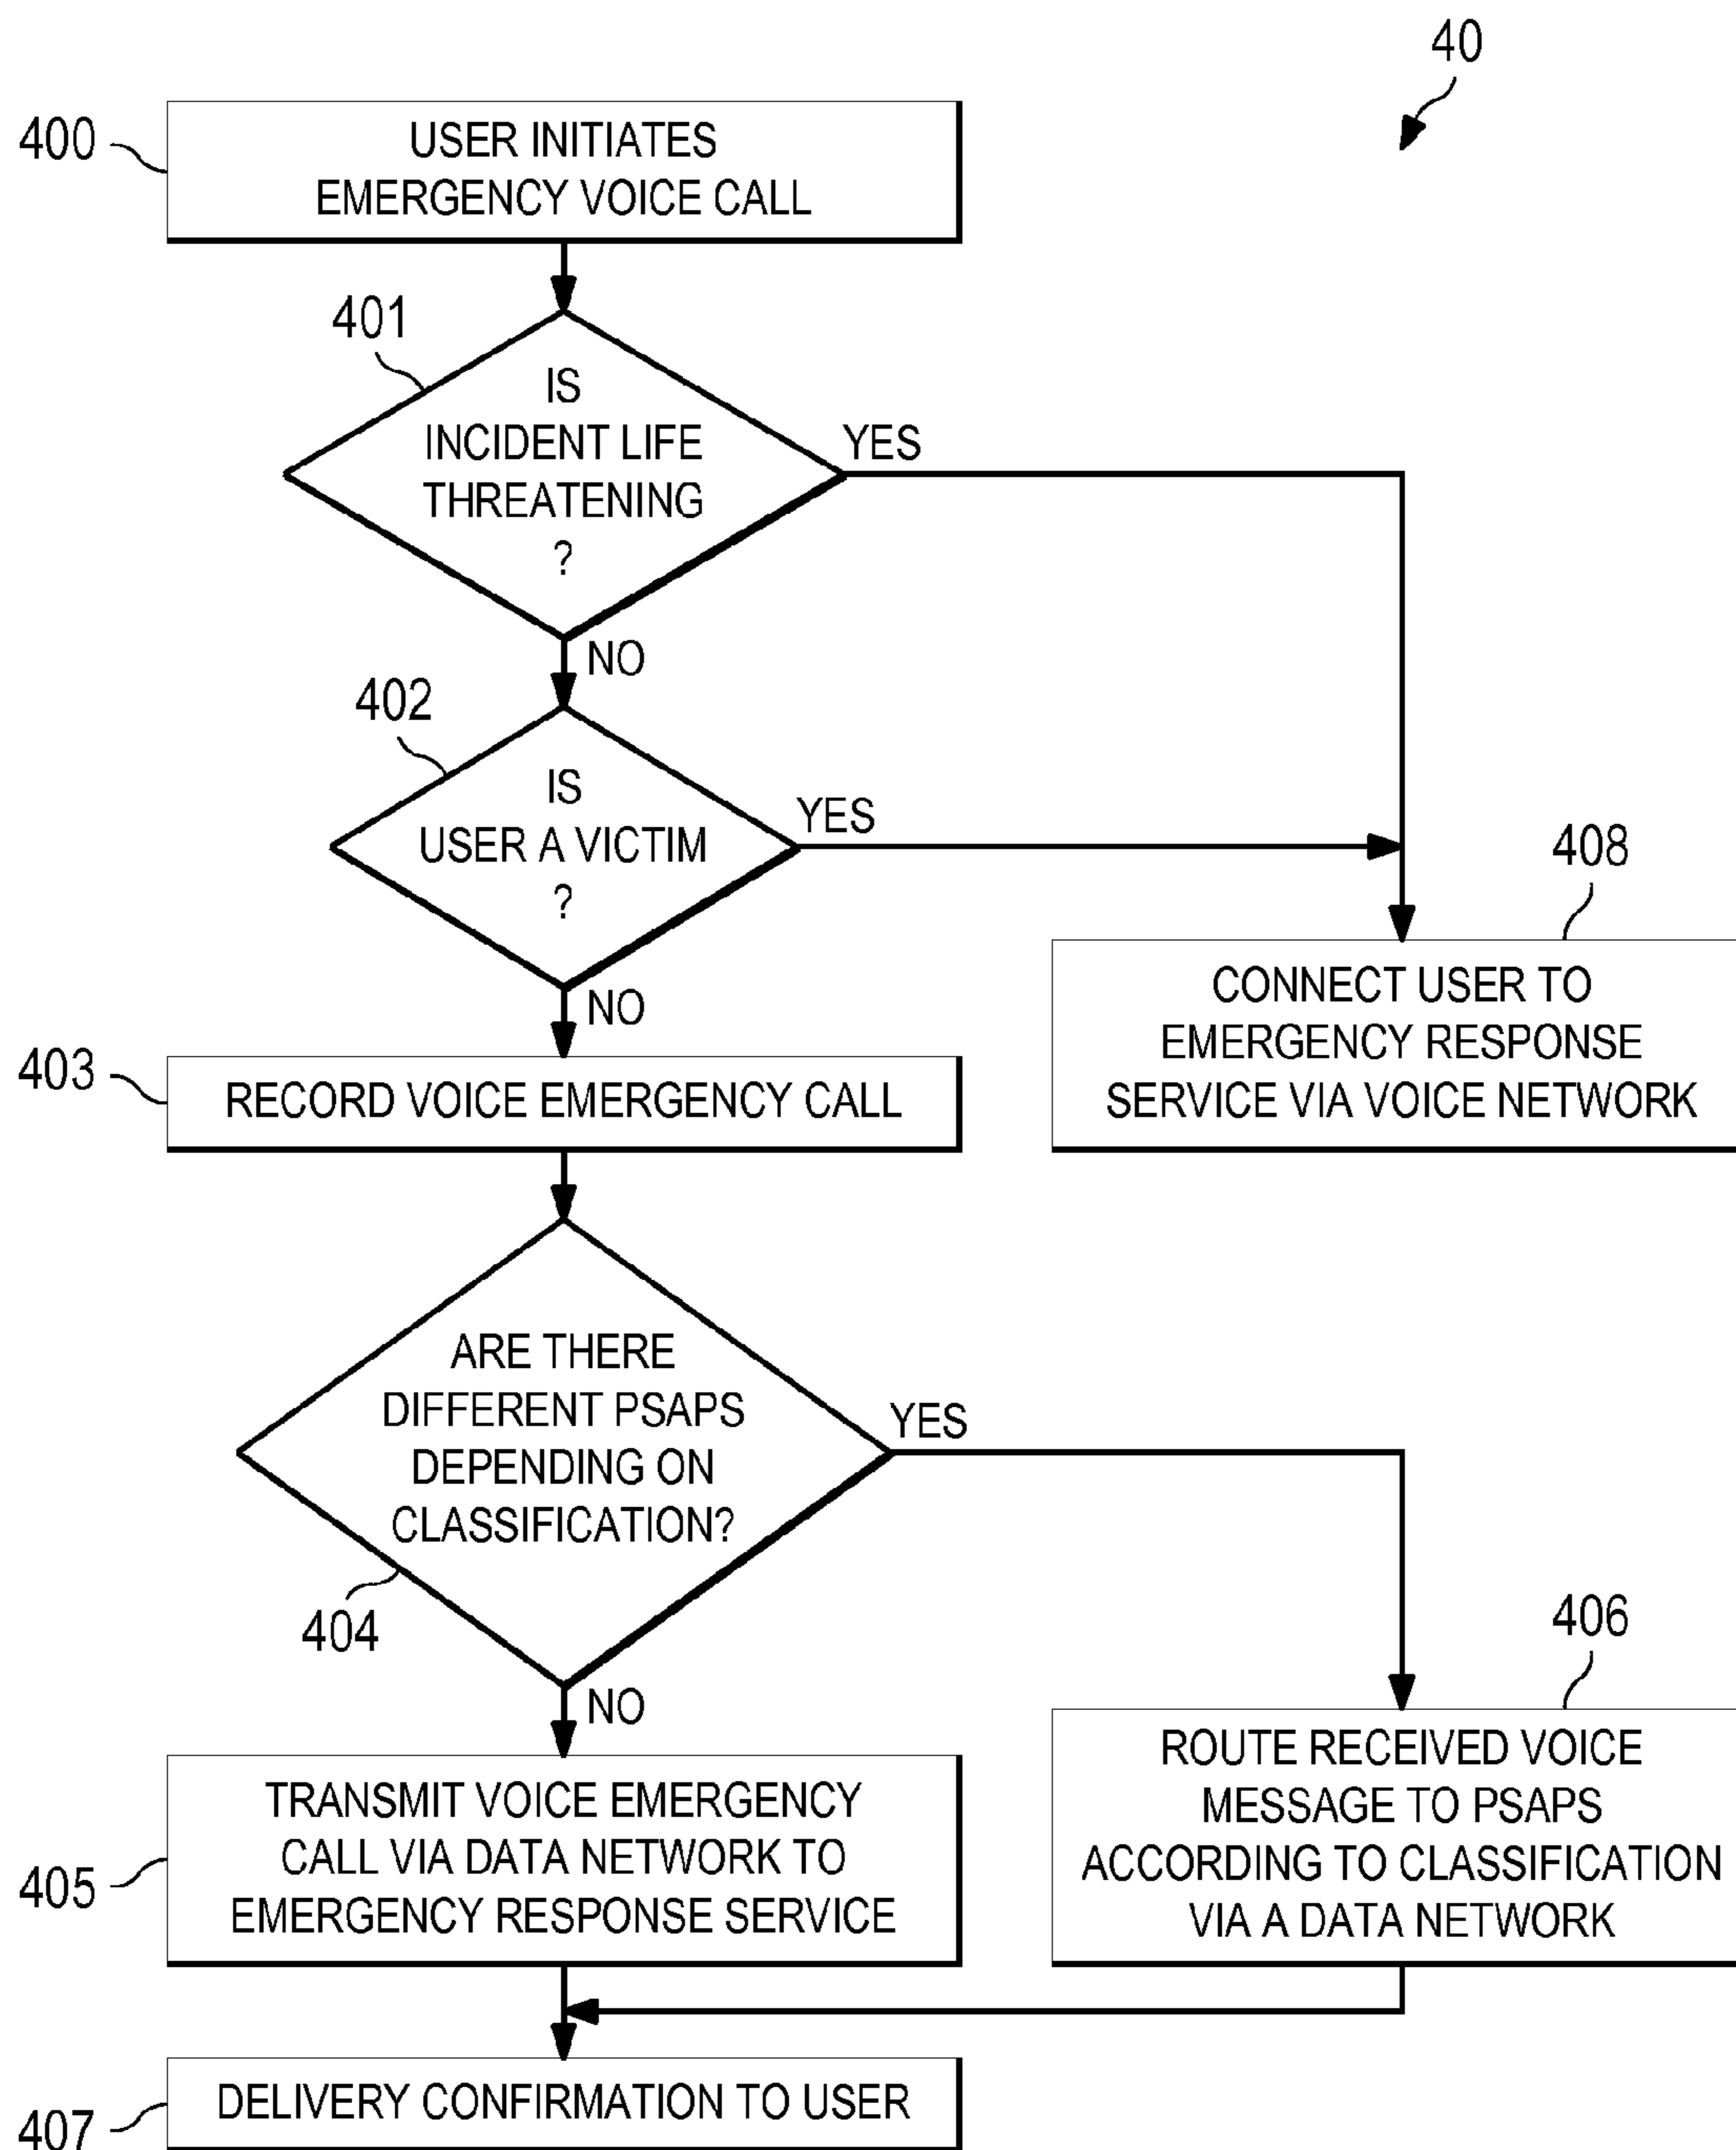 40
400
USER INITIATES
EMERGENCY VOICE CALL
401
IS
INCIDENT LIFE
THREATENING
?
YES
NO
402
IS
USER A VICTIM
?
YES
NO
408
CONNECT USER TO
EMERGENCY RESPONSE
SERVICE VIA VOICE NETWORK
403
RECORD VOICE EMERGENCY CALL
ARE THERE
DIFFERENT PSAPS
DEPENDING ON
CLASSIFICATION?
YES
404
NO
406
ROUTE RECEIVED VOICE
MESSAGE TO PSAPS
ACCORDING TO CLASSIFICATION
VIA A DATA NETWORK
405
TRANSMIT VOICE EMERGENCY
CALL VIA DATA NETWORK TO
EMERGENCY RESPONSE SERVICE
407
DELIVERY CONFIRMATION TO USER